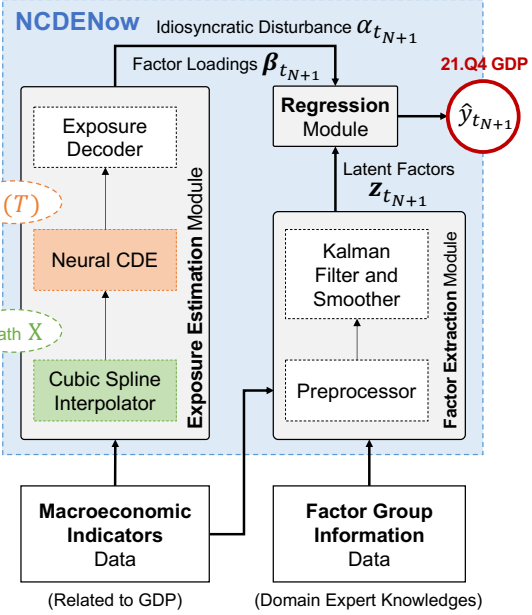 NCDENow
Idiosyncratic Disturbance α_{t_{N+1}}
Factor Loadings β_{t_{N+1}}
21.Q4 GDP
Exposure
Decoder
Regression
Module
ŷ_{t_{N+1}}
Latent Factors
z_{t_{N+1}}
(T)
Neural CDE
Kalman
Filter and
Smoother
ath X
Cubic Spline
Interpolator
Preprocessor
Exposure Estimation Module
Factor Extraction Module
Macroeconomic
Indicators
Data
Factor Group
Information
Data
(Related to GDP)
(Domain Expert Knowledges)